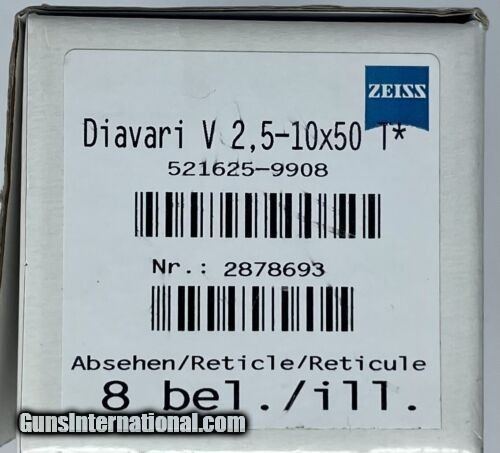 ZEISS
Diavari V 2,5-10x50 T*
521625-9908
Nr.: 2878693
Absehen/Reticle/Reticule
8 bel./ill.
GunsInternational.com